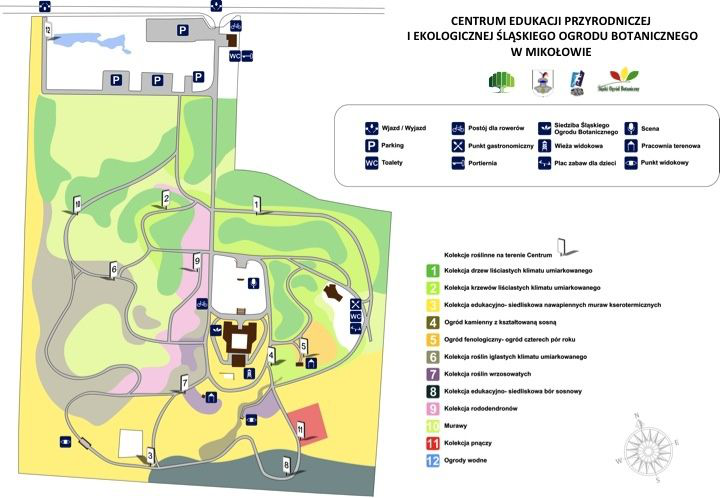 CENTRUM EDUKACJI PRZYRODNICZEJ
I EKOLOGICZNEJ ŚLĄSKIEGO OGRODU BOTANICZNEGO
W MIKOŁOWIE
Śląski Ogród Botaniczny
Wjazd / Wyjazd
P Parking
WC Toalety
Postój dla rowerów
Punkt gastronomiczny
Portiernia
Siedziba Śląskiego
Ogrodu Botanicznego
Wieża widokowa
Plac zabaw dla dzieci
Scena
Pracownia terenowa
Punkt widokowy
Kolekcje roślinne na terenie Centrum
1 Kolekcja drzew liściastych klimatu umiarkowanego
2 Kolekcja krzewów liściastych klimatu umiarkowanego
3 Kolekcja edukacyjno- siedliskowa nawapiennych muraw kserotermicznych
4 Ogród kamienny z kształtowaną sosną
5 Ogród fenologiczny- ogród czterech pór roku
6 Kolekcja roślin iglastych klimatu umiarkowanego
7 Kolekcja roślin wrzosowatych
8 Kolekcja edukacyjno- siedliskowa bór sosnowy
9 Kolekcja rododendronów
10 Murawy
11 Kolekcja pnączy
12 Ogrody wodne
N
W
E
S
12
P
WC
P
P
P
10
2
1
9
6
WC
4
5
7
3
11
8